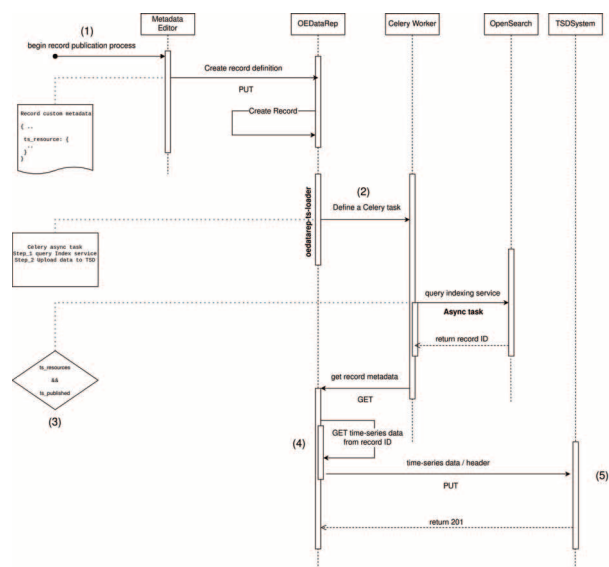 Metadata
Editor
OEDataRep
Celery Worker
OpenSearch
TSDSystem
(1)
begin record publication process
Create record definition
PUT
Create Record
Record custom metadata
{ ..
ts_resource: {
..
}
}
(2)
oedatarep-ts-loader
Define a Celery task
Celery async task
Step_1 query Index service
Step_2 Upload data to TSD
query indexing service
Async task
return record ID
ts_resources
&&
ts_published
(3)
get record metadata
GET
(4)
GET time-series data
from record ID
time-series data / header
(5)
PUT
return 201